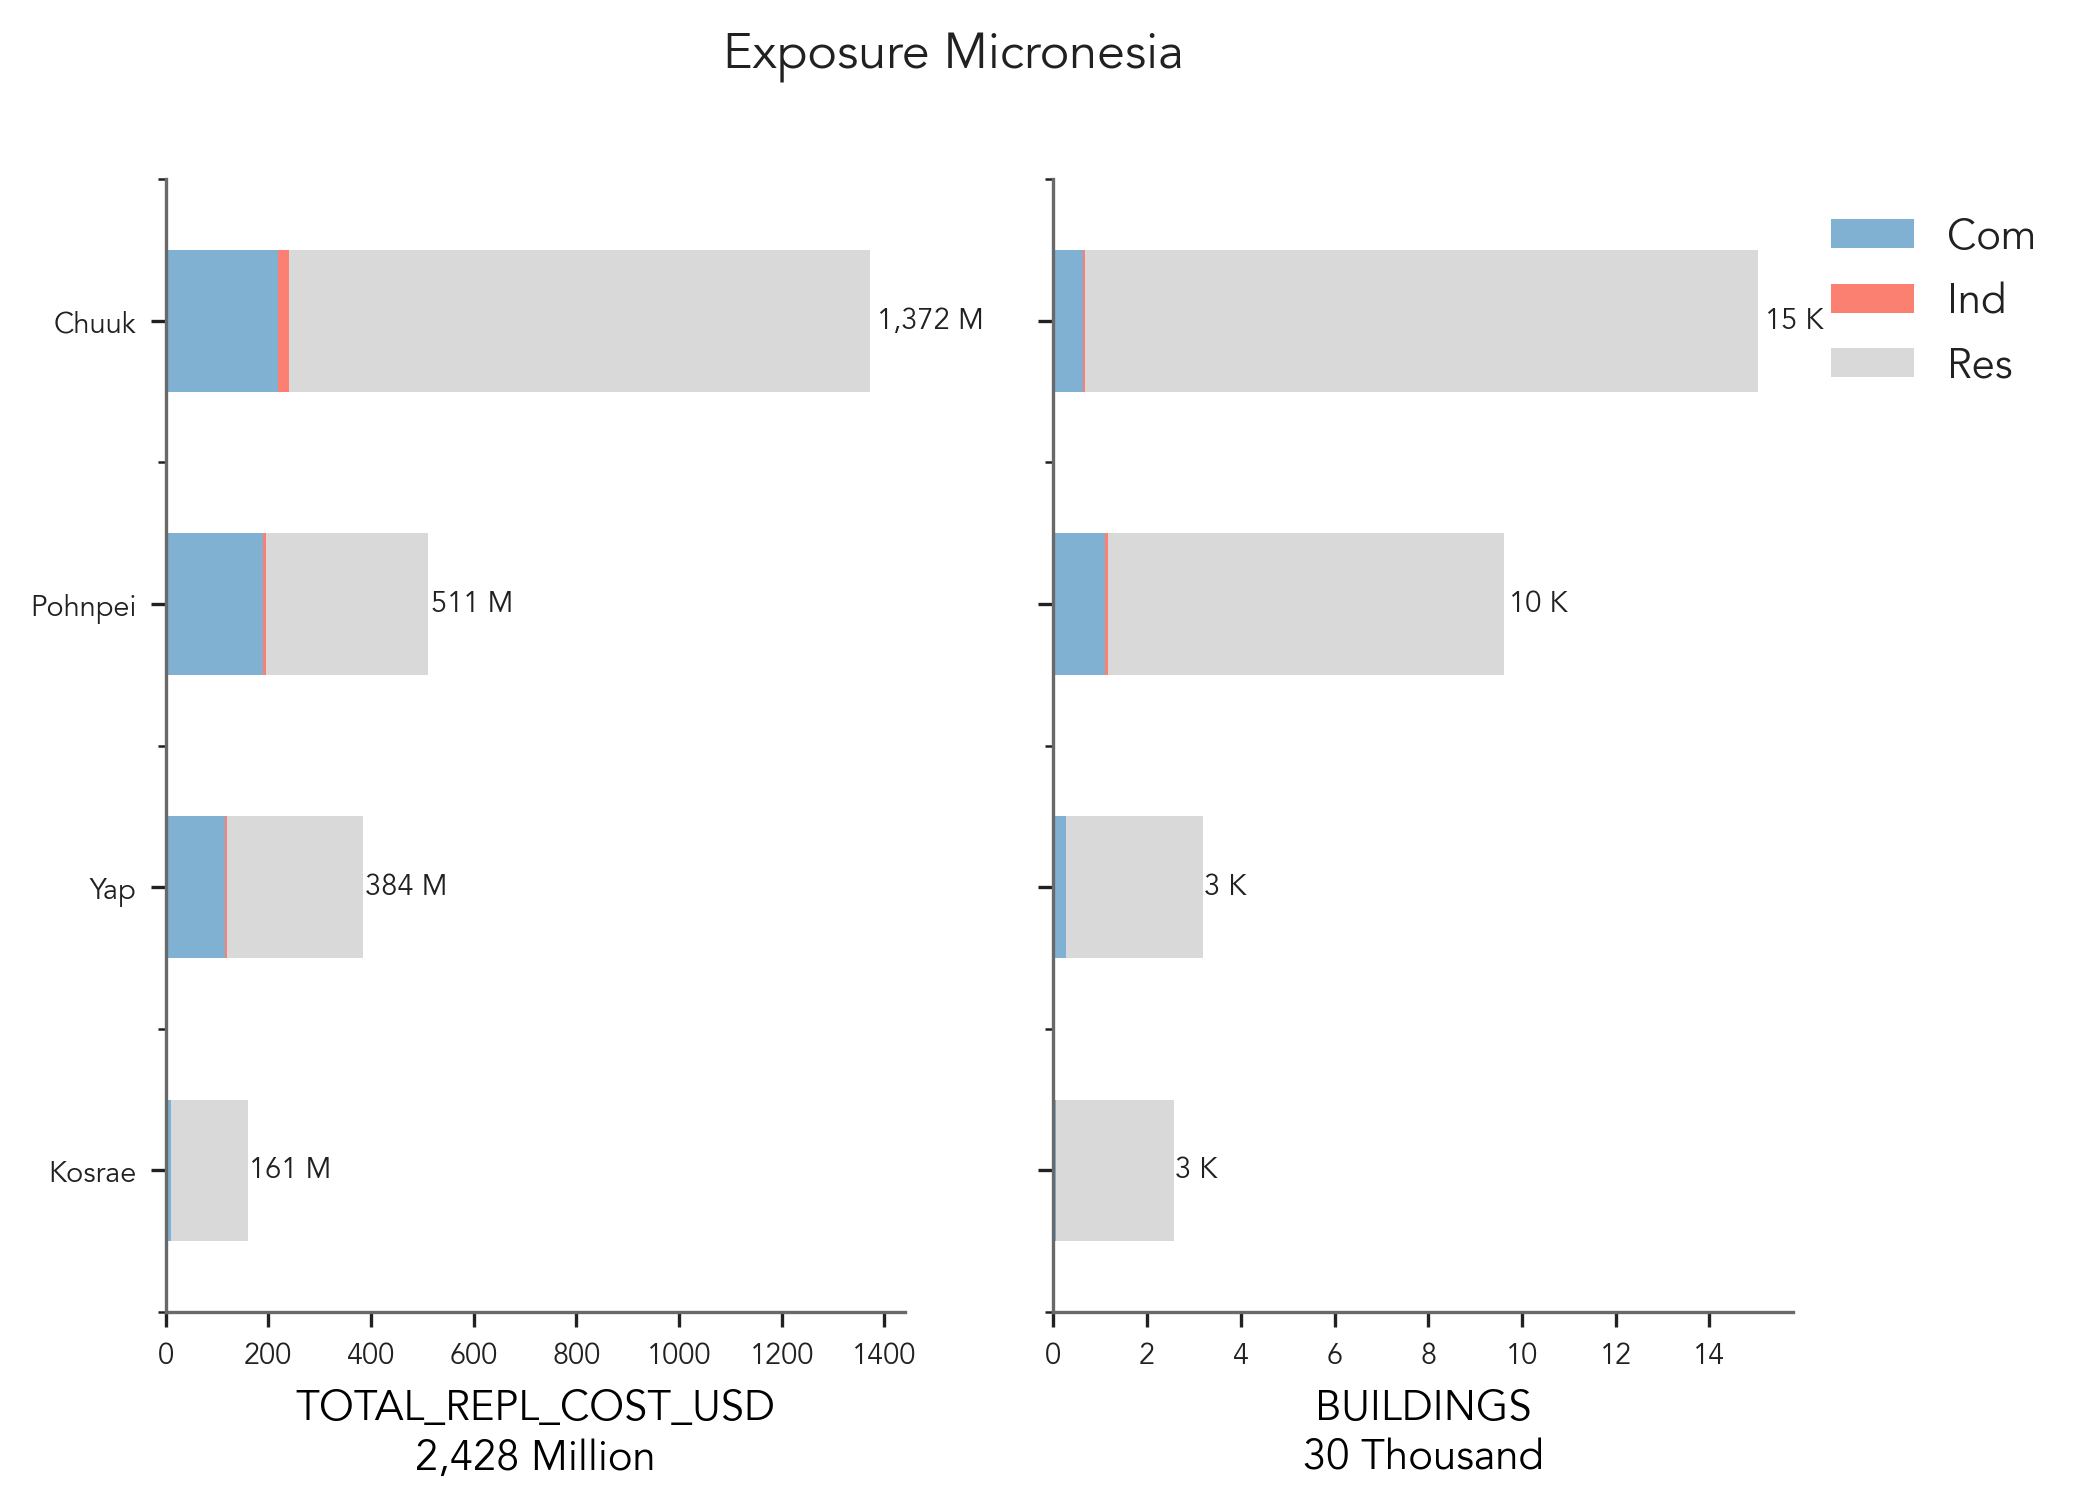 Exposure Micronesia
Chuuk
1,372 M
Pohnpei
511 M
Yap
384 M
Kosrae
161 M
0 200 400 600 800 1000 1200 1400
TOTAL_REPL_COST_USD
2,428 Million
15 K
10 K
3 K
3 K
0 2 4 6 8 10 12 14
BUILDINGS
30 Thousand
Com
Ind
Res